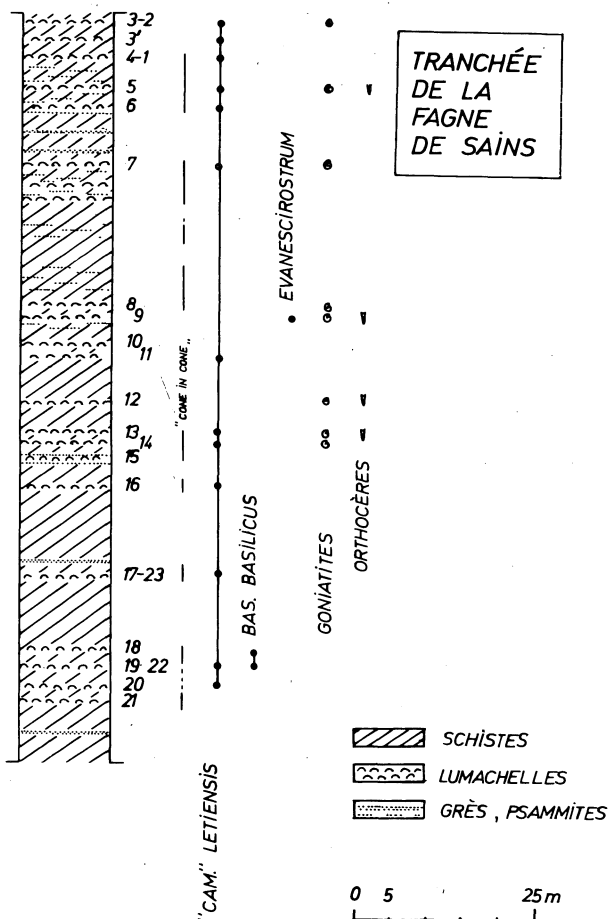 3-2
3'
4-1
5
6
7
8
9
10
11
12
13
14
15
16
17-23
18
19-22
20
21
"CONE IN CONE"
"CAM." LETIENSIS
BAS. BASILICUS
EVANESCIROSTRUM
GONIATITES
ORTHOCÈRES
TRANCHÉE
DE LA
FAGNE
DE SAINS
SCHISTES
LUMACHELLES
GRÈS, PSAMMITES
0 5 25m